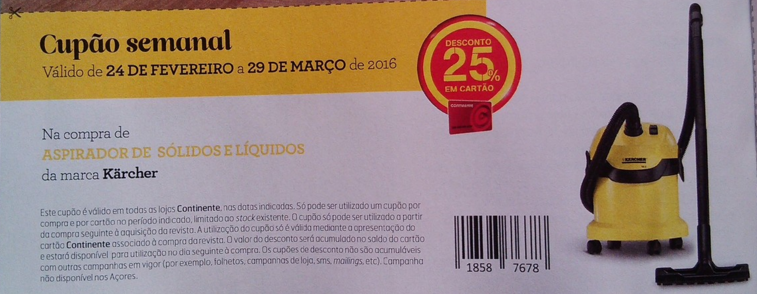 Cupão semanal
Válido de 24 DE FEVEREIRO a 29 DE MARÇO de 2016
DESCONTO
25%
EM CARTÃO
CONTINENTE
Na compra de
ASPIRADOR DE SÓLIDOS E LÍQUIDOS
da marca Kärcher
KÄRCHER
Este cupão é válido em todas as lojas Continente, nas datas indicadas. Só pode ser utilizado um cupão por
compra e por cartão no período indicado, limitado ao stock existente. O cupão só pode ser utilizado a partir
da compra seguinte à aquisição da revista. A utilização do cupão só é válida mediante a apresentação do
cartão Continente associado à compra da revista. O valor do desconto será acumulado no saldo do cartão
e estará disponível para utilização no dia seguinte à compra. Os cupões de desconto não são acumuláveis
com outras campanhas em vigor (por exemplo, folhetos, campanhas de loja, sms, mailings, etc). Campanha
não disponível nos Açores.
1858 7678